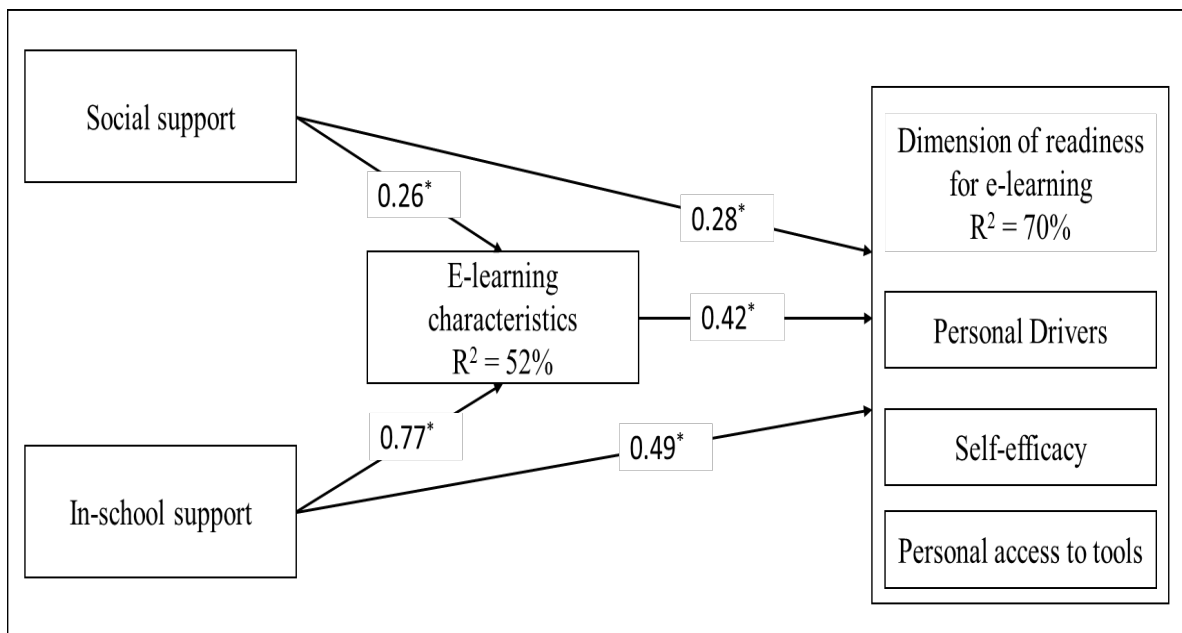 Social support
0.26*
0.28*
E-learning
characteristics
R² = 52%
0.42*
0.77*
0.49*
In-school support
Dimension of readiness
for e-learning
R² = 70%
Personal Drivers
Self-efficacy
Personal access to tools